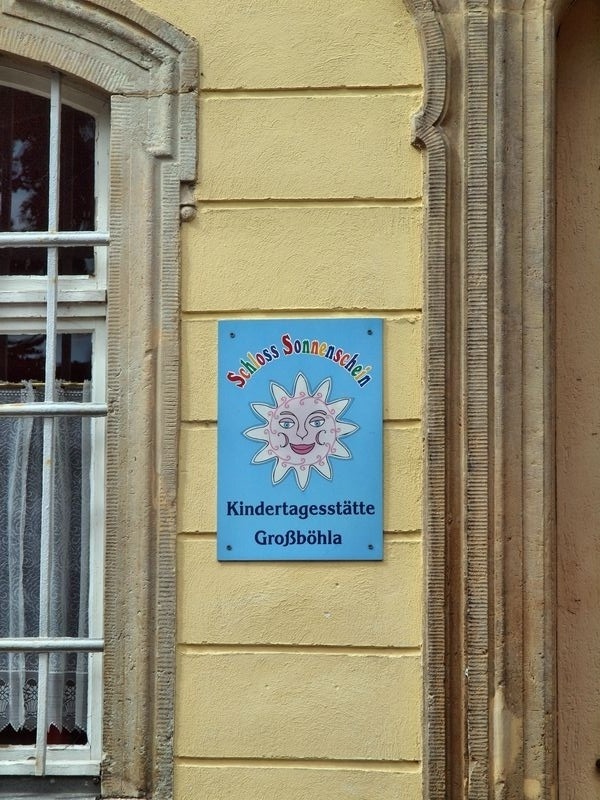 Schloss Sonnenschein
Kindertagesstätte
Großböhla